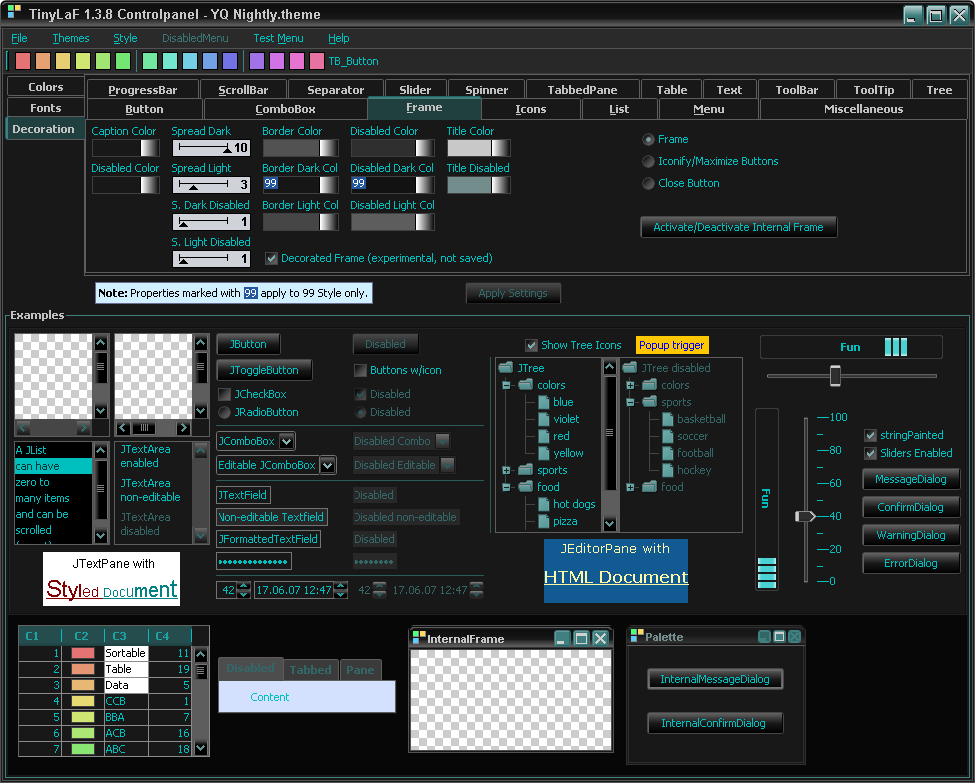 TinyLaF 1.3.8 Controlpanel - YQ Nightly.theme
File Themes Style DisabledMenu Test Menu Help
TB_Button
Colors
Fonts
Decoration
ProgressBar ScrollBar Separator Slider Spinner TabbedPane Table Text ToolBar ToolTip Tree
Button ComboBox Frame Icons List Menu Miscellaneous
Caption Color Spread Dark Border Color Disabled Color Title Color
10
Frame
Disabled Color Spread Light Border Dark Col Disabled Dark Col Title Disabled
Iconify/Maximize Buttons
3 99 99
Close Button
S. Dark Disabled Border Light Col Disabled Light Col
1
Activate/Deactivate Internal Frame
S. Light Disabled
1 Decorated Frame (experimental, not saved)
Note: Properties marked with 99 apply to 99 Style only.
Apply Settings
Examples
JButton Disabled
JToggleButton Buttons w/icon
JCheckBox Disabled
JRadioButton Disabled
JComboBox Disabled Combo
Editable JComboBox Disabled Editable
JTextField Disabled
Non-editable Textfield Disabled non-editable
JFormattedTextField Disabled
42 17.06.07 12:47 42 17.06.07 12:47
A JList
can have
zero to
many items
and can be
scrolled
JTextArea
enabled
JTextArea
non-editable
JTextArea
disabled
JTextPane with
Styled Document
Show Tree Icons Popup trigger
JTree
colors
blue
violet
red
yellow
sports
food
hot dogs
pizza
JTree disabled
colors
sports
basketball
soccer
football
hockey
food
JEditorPane with
HTML Document
Fun
Fun
100
80
60
40
20
0
stringPainted
Sliders Enabled
MessageDialog
ConfirmDialog
WarningDialog
ErrorDialog
C1 C2 C3 C4
1 Sortable 11
2 Table 19
3 Data 5
4 CCB 1
5 BBA 7
6 ACB 16
7 ABC 18
Disabled Tabbed Pane
Content
InternalFrame
Palette
InternalMessageDialog
InternalConfirmDialog